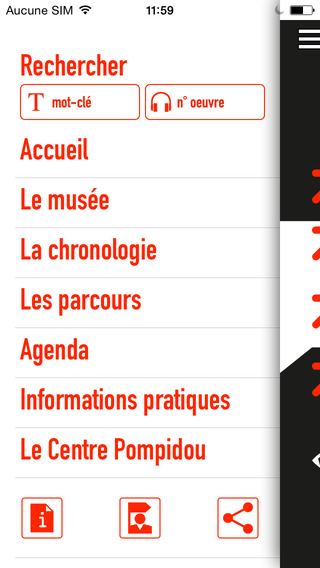 Aucune SIM 11:59
Rechercher
T mot-clé n° oeuvre
Accueil
Le musée
La chronologie
Les parcours
Agenda
Informations pratiques
Le Centre Pompidou
i